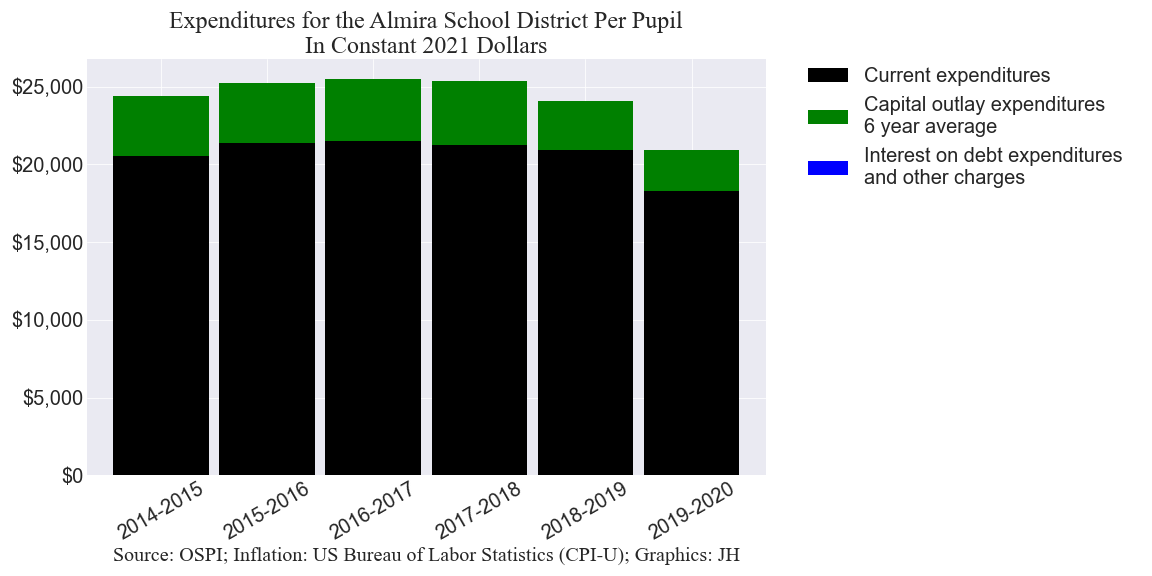 Expenditures for the Almira School District Per Pupil
In Constant 2021 Dollars
$25,000
$20,000
$15,000
$10,000
$5,000
$0
2014-2015
2015-2016
2016-2017
2017-2018
2018-2019
2019-2020
Current expenditures
Capital outlay expenditures
6 year average
Interest on debt expenditures
and other charges
Source: OSPI; Inflation: US Bureau of Labor Statistics (CPI-U); Graphics: JH